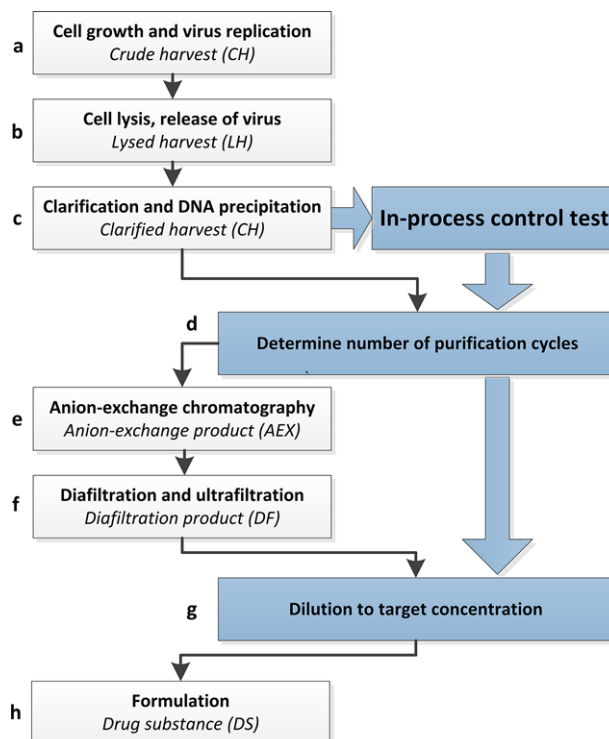 a
Cell growth and virus replication
Crude harvest (CH)
b
Cell lysis, release of virus
Lysed harvest (LH)
c
Clarification and DNA precipitation
Clarified harvest (CH)
In-process control test
d
Determine number of purification cycles
e
Anion-exchange chromatography
Anion-exchange product (AEX)
f
Diafiltration and ultrafiltration
Diafiltration product (DF)
g
Dilution to target concentration
h
Formulation
Drug substance (DS)